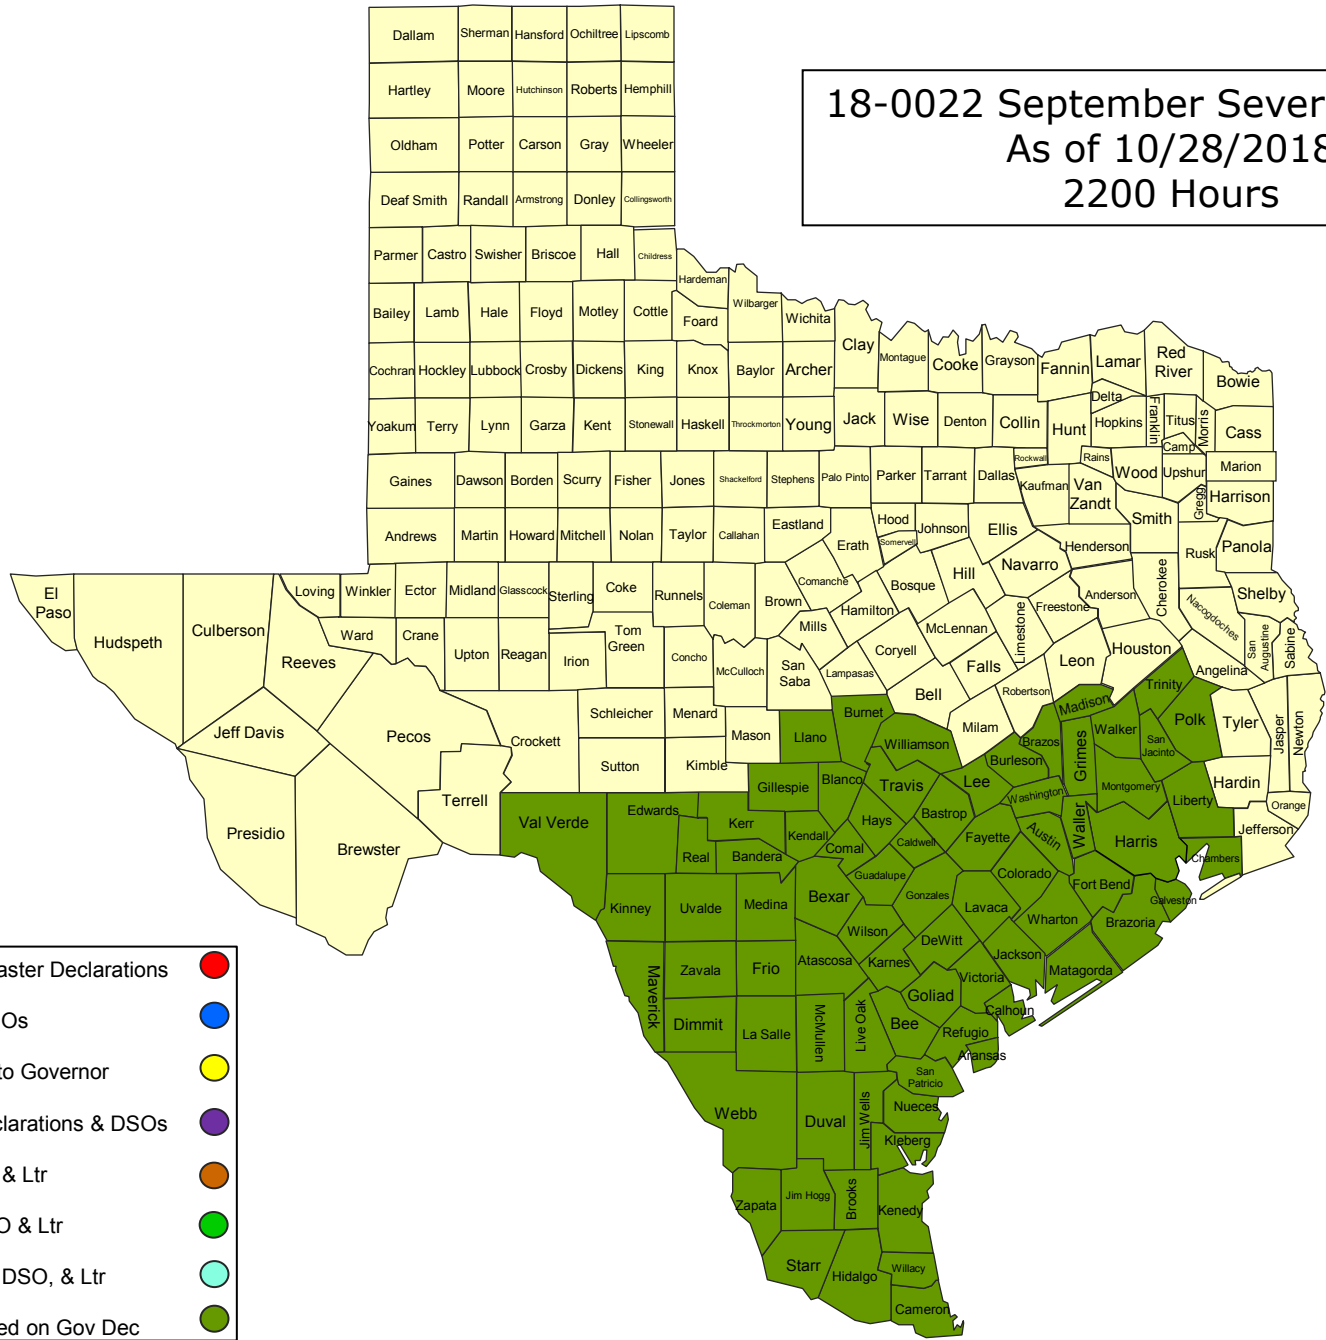 Dallam Sherman Hansford Ochiltree Lipscomb
Hartley Moore Hutchinson Roberts Hemphill
18-0022 September Sever
As of 10/28/2018
2200 Hours
Oldham Potter Carson Gray Wheeler
Deaf Smith Randall Armstrong Donley Collingsworth
Parmer Castro Swisher Briscoe Hall Childress
Hardeman
Bailey Lamb Hale Floyd Motley Cottle Foard Wilbarger Wichita
Clay Montague Cooke Grayson Fannin Lamar Red
River
Bowie
Cochran Hockley Lubbock Crosby Dickens King Knox Baylor Archer
Delta
Yoakum Terry Lynn Garza Kent Stonewall Haskell Throckmorton Young Jack Wise Denton Collin Hunt Hopkins Franklin Titus Morris Cass
Camp
Gaines Dawson Borden Scurry Fisher Jones Shackelford Stephens Palo Pinto Parker Tarrant Dallas Rockwall Kaufman Rains Van
Zandt
Wood Upshur Marion
Gregg Harrison
Andrews Martin Howard Mitchell Nolan Taylor Callahan Eastland Erath Hood Somervell Johnson Ellis Henderson Smith Rusk Panola
El
Paso
Hudspeth Culberson Loving Winkler Ector Midland Glasscock Sterling Coke Runnels Coleman Brown Comanche Hamilton Bosque Hill Navarro Freestone Anderson Cherokee Nacogdoches Shelby
Reeves Ward Crane Upton Reagan Irion Tom
Green
Concho McCulloch San
Saba
Mills Lampasas Coryell McLennan Limestone Falls Leon Houston Angelina San
Augustine
Sabine
Jeff Davis Pecos Crockett Schleicher Menard Mason Llano Burnet Bell Milam Robertson Madison Trinity Polk Tyler Jasper Newton
Sutton Kimble Gillespie Blanco Williamson Travis Lee Burleson Brazos Grimes Walker San
Jacinto
Hardin
Presidio Brewster Terrell Val Verde Edwards Kerr Kendall Hays Bastrop Washington Montgomery Liberty Orange
Real Bandera Comal Caldwell Fayette Austin Waller Harris Chambers Jefferson
Kinney Uvalde Medina Bexar Guadalupe Gonzales Lavaca Colorado Fort Bend Galveston
Maverick Zavala Frio Atascosa Wilson Karnes DeWitt Jackson Wharton Matagorda Brazoria
Dimmit La Salle McMullen Live Oak Bee Goliad Victoria Calhoun Refugio Aransas
San
Patricio
Webb Duval Jim Wells Nueces
Kleberg
Zapata Jim Hogg Brooks Kenedy
Starr Hidalgo Willacy
Cameron
aster Declarations
Os
to Governor
clarations & DSOs
& Ltr
O & Ltr
DSO, & Ltr
ed on Gov Dec